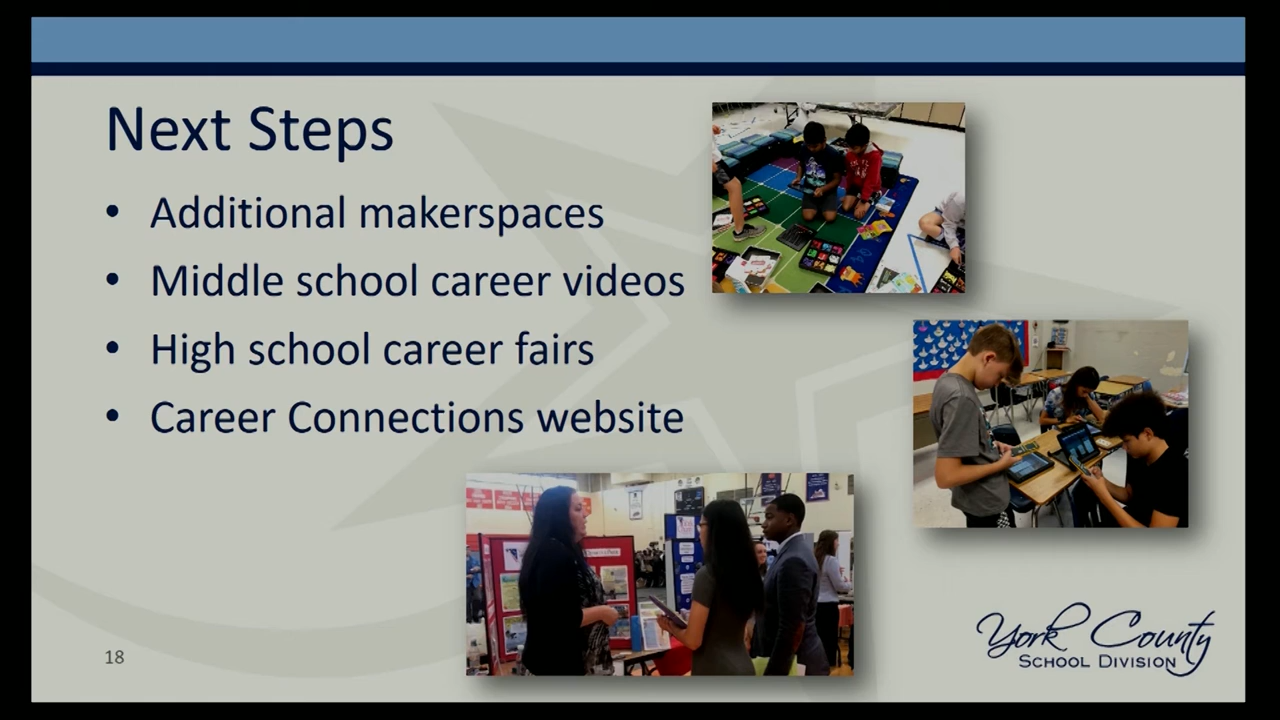 Next Steps
• Additional makerspaces
• Middle school career videos
• High school career fairs
• Career Connections website
18
York County
SCHOOL DIVISION